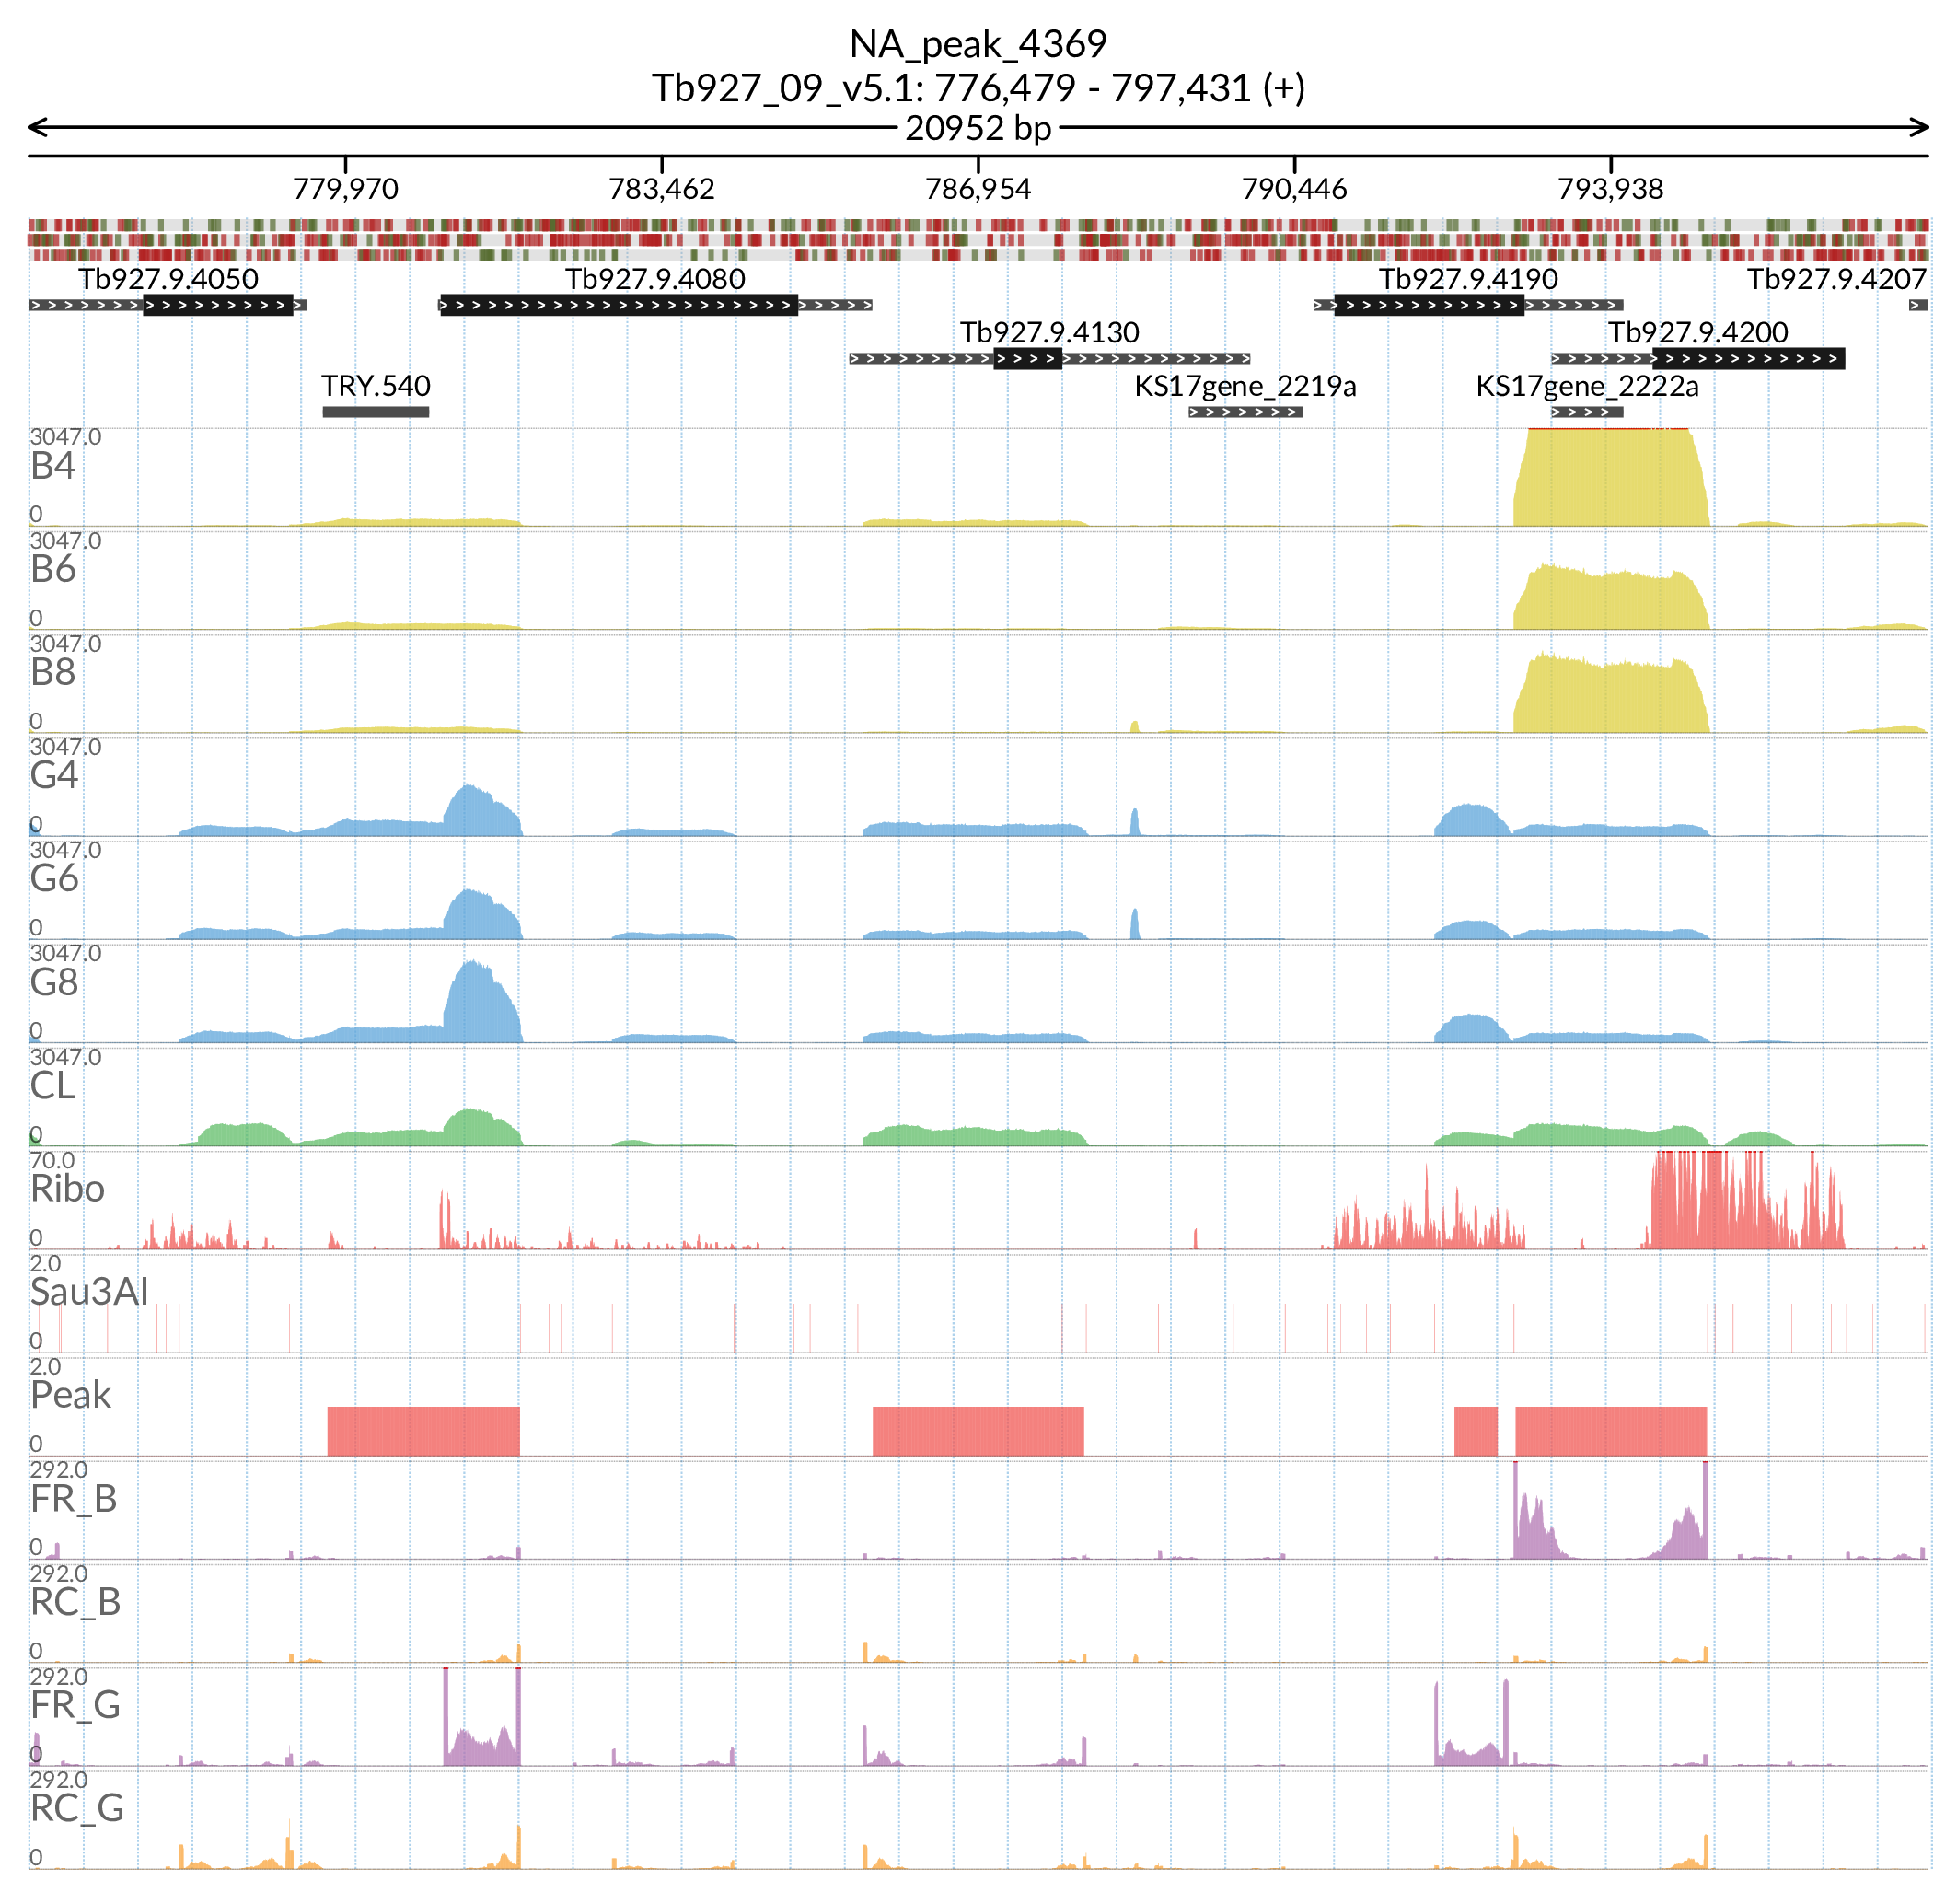 NA_peak_4369
Tb927_09_v5.1: 776,479 - 797,431 (+)
20952 bp
779,970 783,462 786,954 790,446 793,938
Tb927.9.4050 Tb927.9.4080 Tb927.9.4190 Tb927.9.4207
Tb927.9.4130 Tb927.9.4200
TRY.540 KS17gene_2219a KS17gene_2222a
3047.0
B4
0
3047.0
B6
0
3047.0
B8
0
3047.0
G4
0
3047.0
G6
0
3047.0
G8
0
3047.0
CL
0
70.0
Ribo
0
2.0
Sau3AI
0
2.0
Peak
0
292.0
FR_B
0
292.0
RC_B
0
292.0
FR_G
0
292.0
RC_G
0